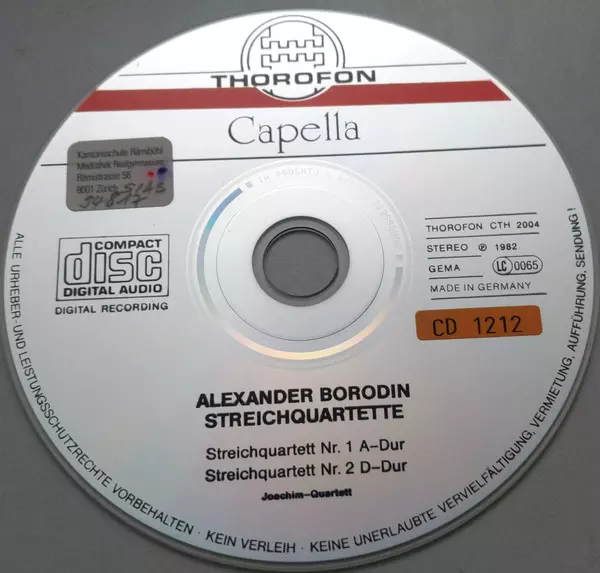 THOROFON
Capella
Kantonsschule Rämibühl
Mediothek Realgymnasium
Rämistrasse 56
8001 Zürich
COMPACT
disc
DIGITAL AUDIO
DIGITAL RECORDING
THOROFON CTH 2004
STEREO ℗ 1982
GEMA LC 0065
MADE IN GERMANY
CD 1212
ALEXANDER BORODIN
STREICHQUARTETTE
Streichquartett Nr. 1 A-Dur
Streichquartett Nr. 2 D-Dur
Joachim-Quartett
ALLE URHEBER- UND LEISTUNGSSCHUTZRECHTE VORBEHALTEN · KEIN VERLEIH · KEINE UNERLAUBTE VERVIELFÄLTIGUNG, VERMIETUNG, AUFFÜHRUNG, SENDUNG!